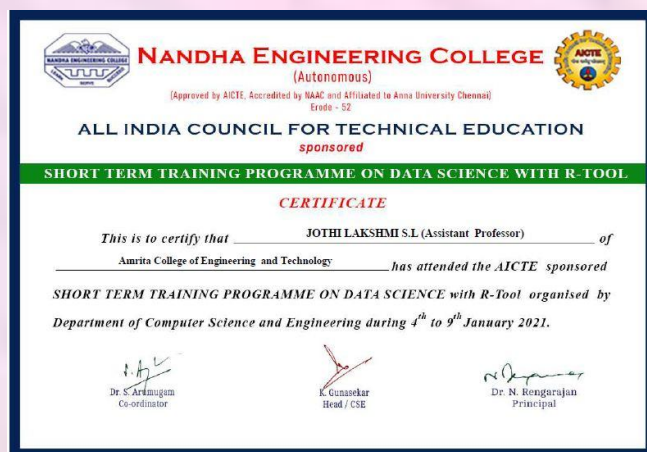 NANDHA ENGINEERING COLLEGE
(Autonomous)
(Approved by AICTE, Accredited by NAAC and Affiliated to Anna University Chennai)
Erode - 52
NANDHA ENGINEERING COLLEGE
AICTE
ALL INDIA COUNCIL FOR TECHNICAL EDUCATION
sponsored
SHORT TERM TRAINING PROGRAMME ON DATA SCIENCE WITH R-TOOL
CERTIFICATE
This is to certify that JOTHI LAKSHMI S.L (Assistant Professor) of
Amrita College of Engineering and Technology has attended the AICTE sponsored
SHORT TERM TRAINING PROGRAMME ON DATA SCIENCE with R-Tool organised by
Department of Computer Science and Engineering during 4th to 9th January 2021.
Dr. S. Arumugam
Co-ordinator
K. Gunasekar
Head / CSE
Dr. N. Rengarajan
Principal